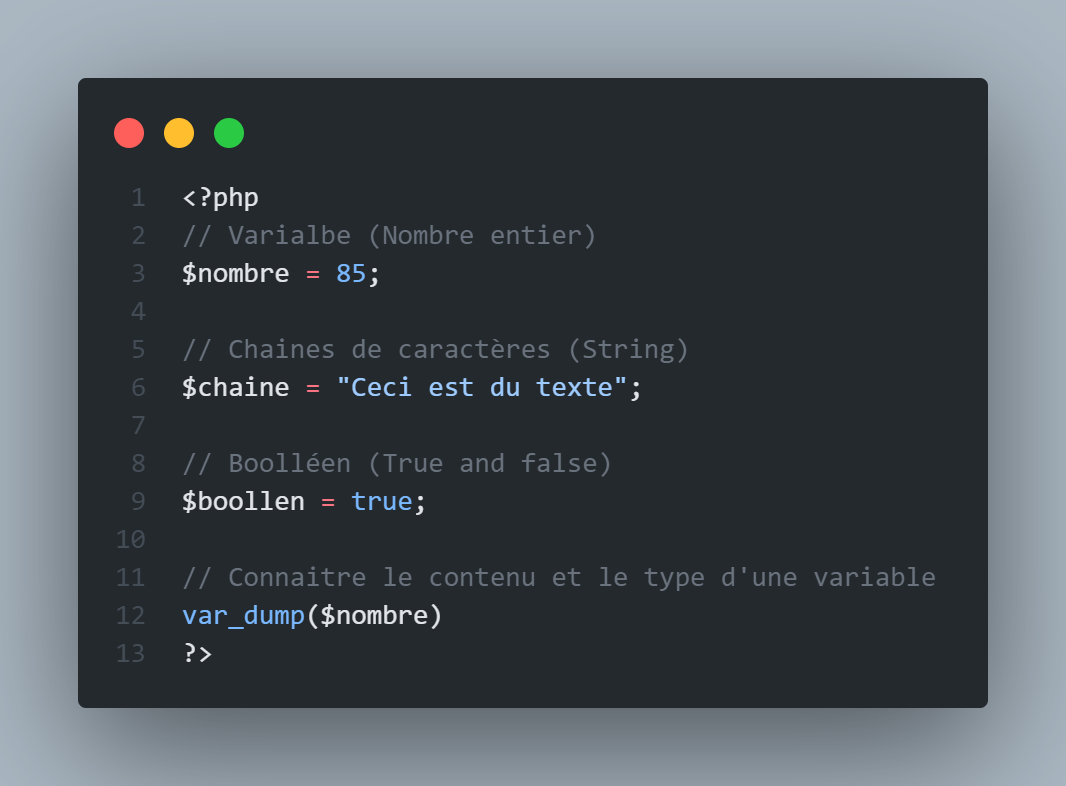 1 <?php
2 // Varialbe (Nombre entier)
3 $nombre = 85;
4
5 // Chaines de caractères (String)
6 $chaine = "Ceci est du texte";
7
8 // Boolléen (True and false)
9 $boollen = true;
10
11 // Connaitre le contenu et le type d'une variable
12 var_dump($nombre)
13 ?>